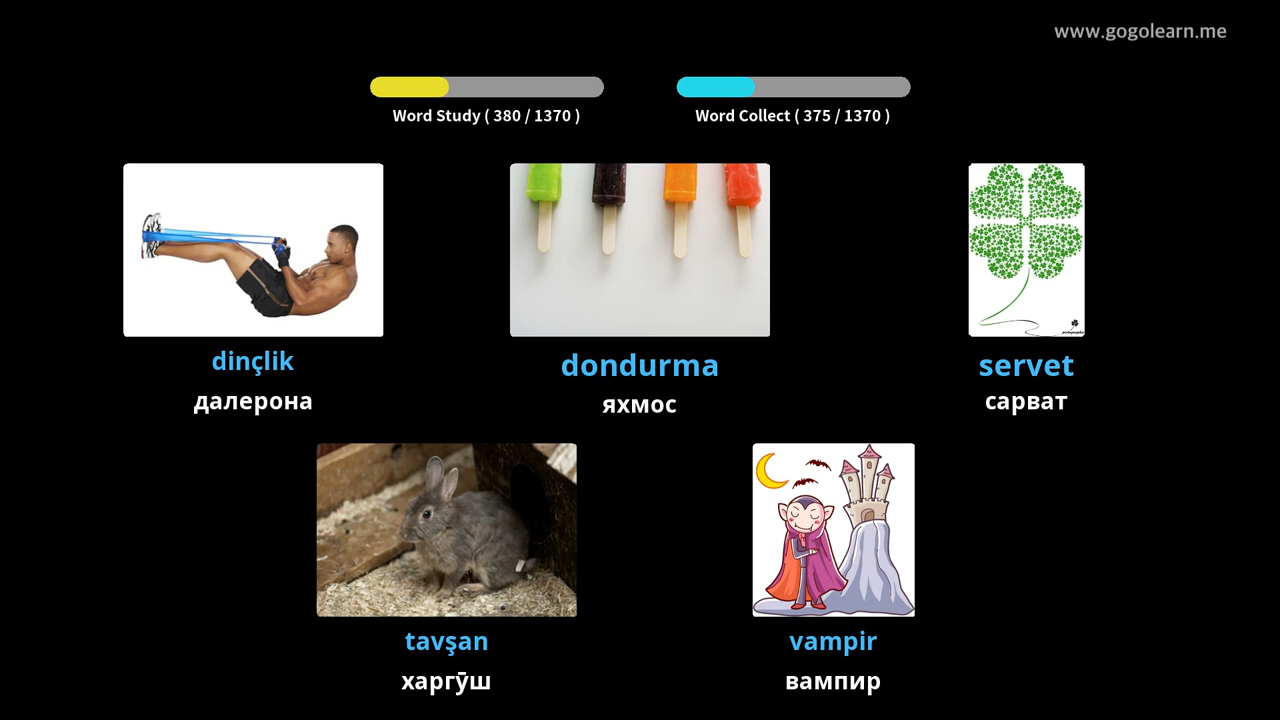 www.gogolearn.me
Word Study ( 380 / 1370 )
Word Collect ( 375 / 1370 )
dinçlik
далерона
dondurma
яхмос
servet
сарват
tavşan
харгӯш
vampir
вампир